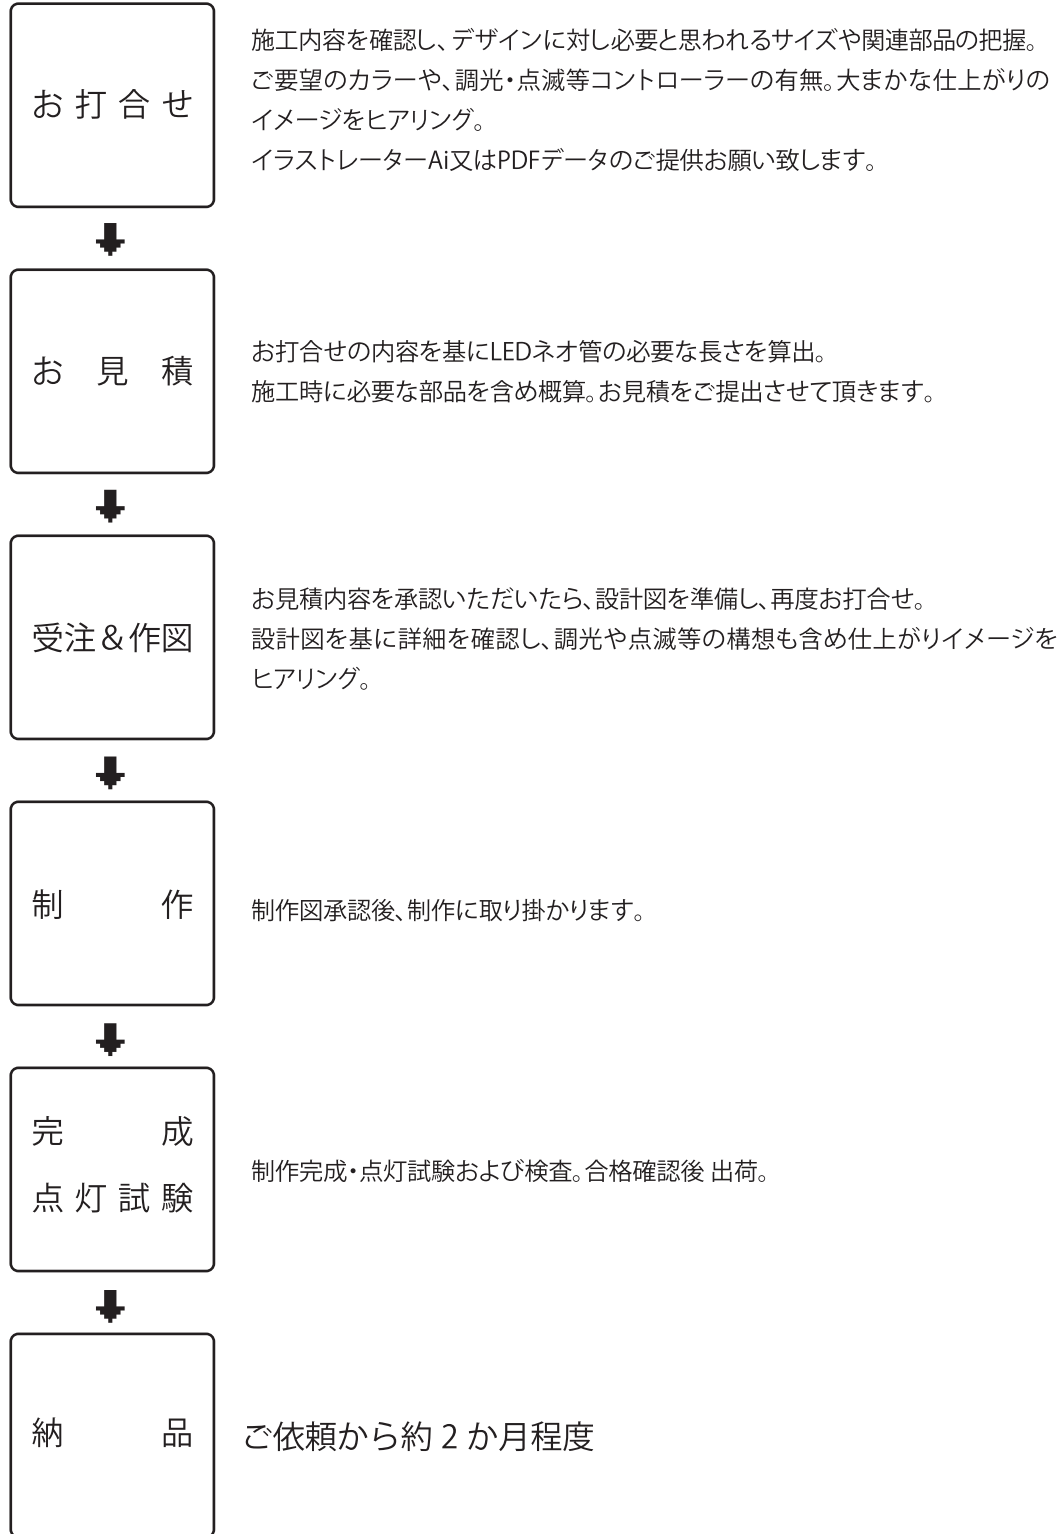 お打合せ
施工内容を確認し、デザインに対し必要と思われるサイズや関連部品の把握。
ご要望のカラーや、調光・点滅等コントローラーの有無。大まかな仕上がりの
イメージをヒアリング。
イラストレーターAi又はPDFデータのご提供お願い致します。
お見積
お打合せの内容を基にLEDネオ管の必要な長さを算出。
施工時に必要な部品を含め概算。お見積をご提出させて頂きます。
受注＆作図
お見積内容を承認いただいたら、設計図を準備し、再度お打合せ。
設計図を基に詳細を確認し、調光や点滅等の構想も含め仕上がりイメージを
ヒアリング。
制作
制作図承認後、制作に取り掛かります。
完成
点灯試験
制作完成・点灯試験および検査。合格確認後 出荷。
納品
ご依頼から約 2 か月程度